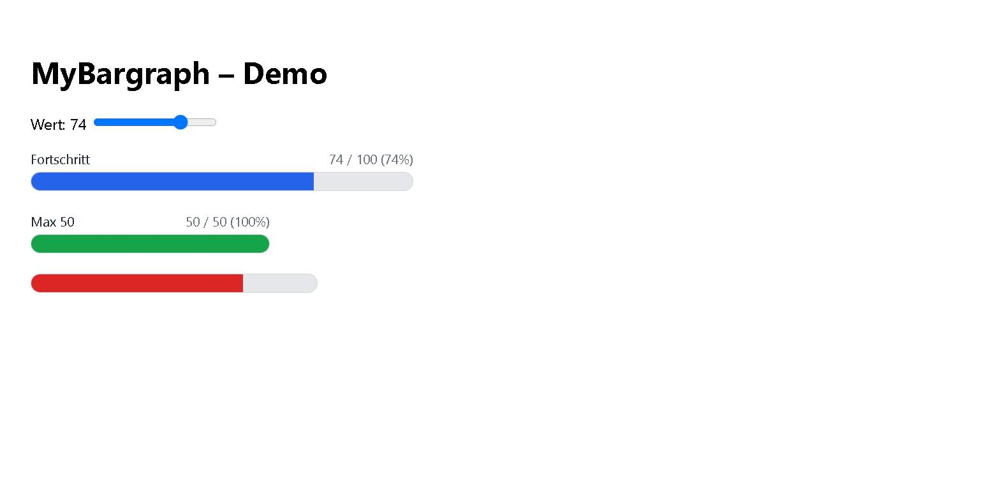 MyBargraph – Demo
Wert: 74
Fortschritt 74 / 100 (74%)
Max 50 50 / 50 (100%)